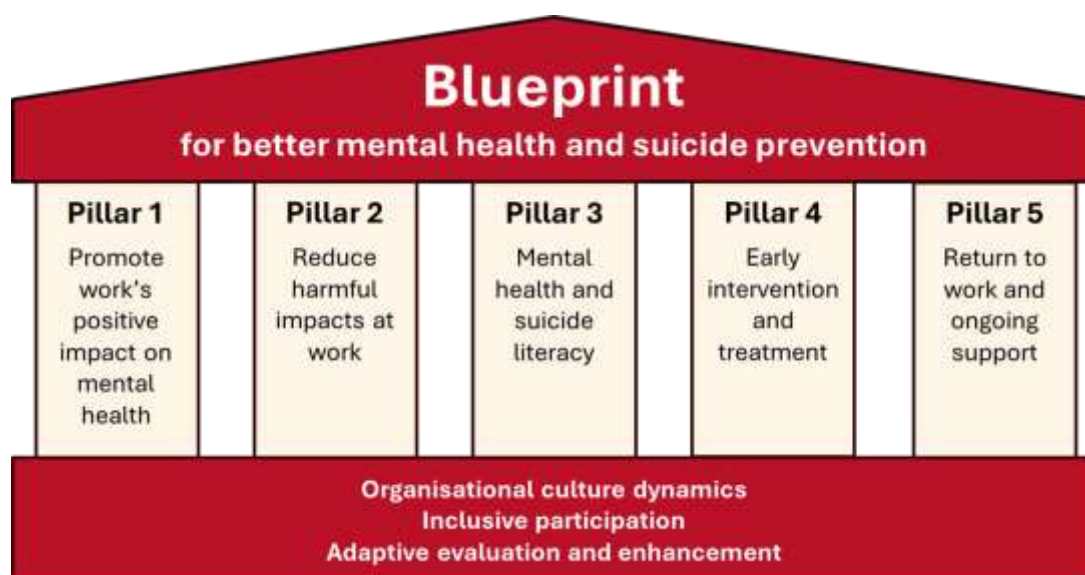 Blueprint
for better mental health and suicide prevention
Pillar 1
Promote
work's
positive
impact on
mental
health
Pillar 2
Reduce
harmful
impacts at
work
Pillar 3
Mental
health and
suicide
literacy
Pillar 4
Early
intervention
and
treatment
Pillar 5
Return to
work and
ongoing
support
Organisational culture dynamics
Inclusive participation
Adaptive evaluation and enhancement